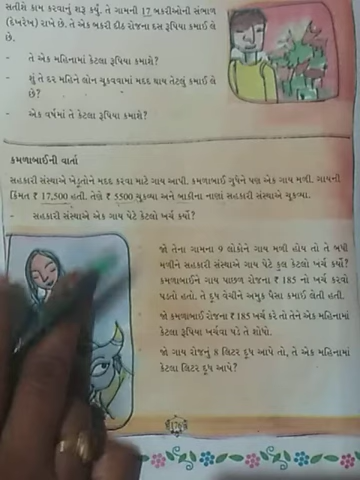 સતીશે કામ કરવાનું શરૂ કર્યું. તે ગામની 17 બકરીઓની સંભાળ
(દેખરેખ) રાખે છે. તે એક બકરી દીઠ રોજના દસ રૂપિયા કમાઈ લે
છે.
- તે એક મહિનામાં કેટલા રૂપિયા કમાશે?
- શું તે દર મહિને લોન ચૂકવવામાં મદદ થાય તેટલું કમાઈ લે
છે?
- એક વર્ષમાં તે કેટલા રૂપિયા કમાશે?
કમળાબાઈની વાર્તા
સહકારી સંસ્થાએ ખેડૂતોને મદદ કરવા માટે ગાય આપી. કમળાબાઈ ગુપેને પણ એક ગાય મળી. ગાયની
કિંમત ₹ 17,500 હતી. તેણે ₹ 5500 ચૂકવ્યા અને બાકીના નાણાં સહકારી સંસ્થાએ ચૂકવ્યા.
- સહકારી સંસ્થાએ એક ગાય પેટે કેટલો ખર્ચ કર્યો?
જો તેના ગામના 9 લોકોને ગાય મળી હોય તો તે બધી
મળીને સહકારી સંસ્થાએ ગાય પેટે કુલ કેટલો ખર્ચ કર્યો?
કમળાબાઈને ગાય પાછળ રોજના ₹ 185 નો ખર્ચ કરવો
પડતો હતો. તે દૂધ વેચીને અમુક પૈસા કમાઈ લેતી હતી.
જો કમળાબાઈ રોજના ₹ 185 ખર્ચ કરે તો તેને એક મહિનામાં
કેટલા રૂપિયા ખર્ચવા પડે તે શોધો.
જો ગાય રોજનું 8 લિટર દૂધ આપે તો, તે એક મહિનામાં
કેટલા લિટર દૂધ આપે?